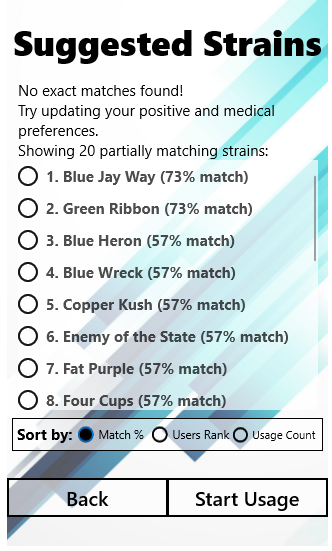 Suggested Strains
No exact matches found!
Try updating your positive and medical
preferences.
Showing 20 partially matching strains:
1. Blue Jay Way (73% match)
2. Green Ribbon (73% match)
3. Blue Heron (57% match)
4. Blue Wreck (57% match)
5. Copper Kush (57% match)
6. Enemy of the State (57% match)
7. Fat Purple (57% match)
8. Four Cups (57% match)
Sort by: Match % Users Rank Usage Count
Back Start Usage